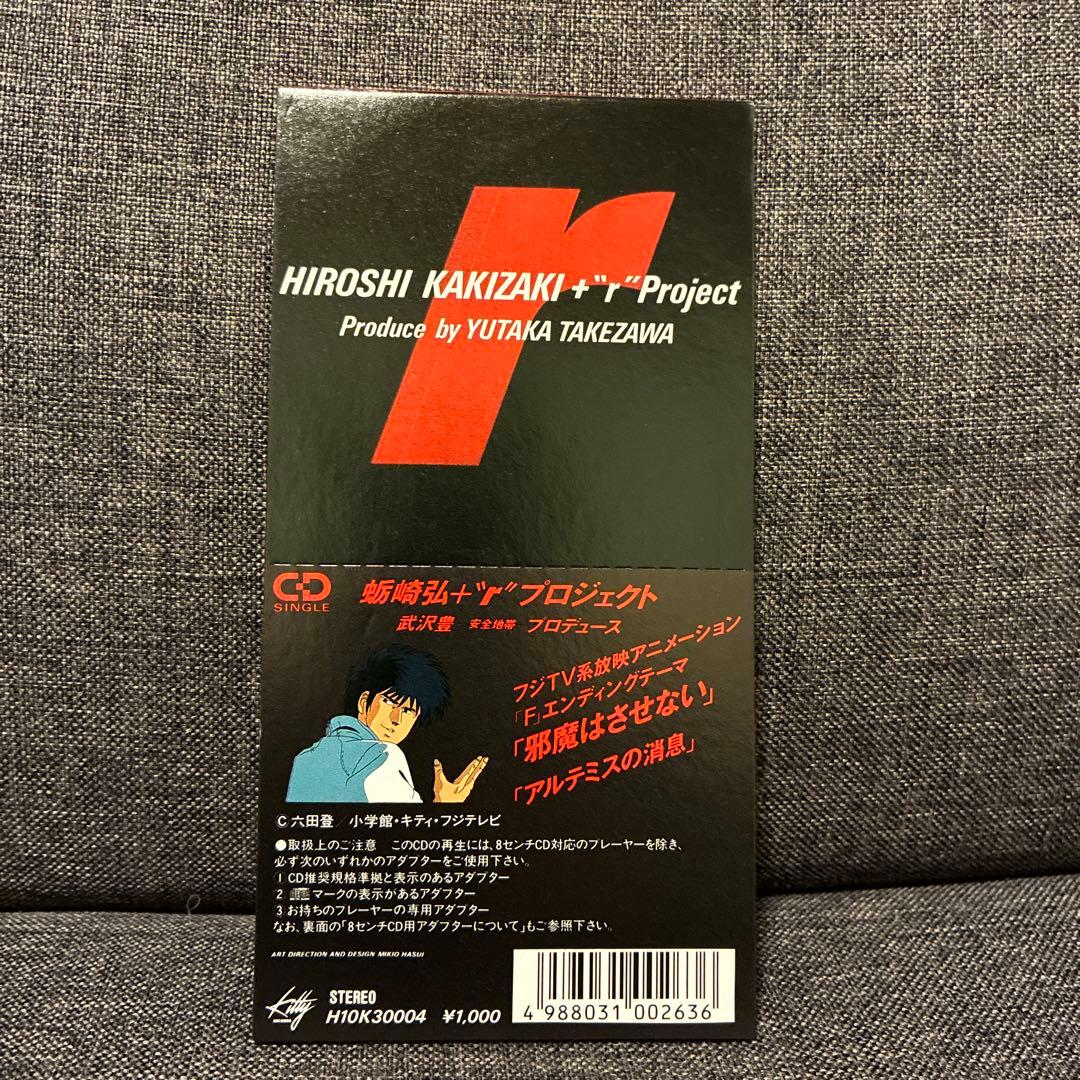 r
HIROSHI KAKIZAKI +"r"Project
Produce by YUTAKA TAKEZAWA
CD
SINGLE
蛎崎弘+"r"プロジェクト
武沢豊 安全地帯 プロデュース
フジTV系放映アニメーション
「F」エンディングテーマ
「邪魔はさせない」
「アルテミスの消息」
C 六田登/小学館・キティ・フジテレビ
●取扱上のご注意 このCDの再生には、8センチCD対応のプレーヤーを除き、
必ず次のいずれかのアダプターをご使用下さい。
1 CD推奨規格準拠と表示のあるアダプター
2 マークの表示があるアダプター
3 お持ちのプレーヤーの専用アダプター
なお、裏面の「8センチCD用アダプターについて」もご参照下さい。
ART DIRECTION AND DESIGN MIKIO HASUI
Kitty
STEREO
H10K30004 ¥1,000
4 988031 002636